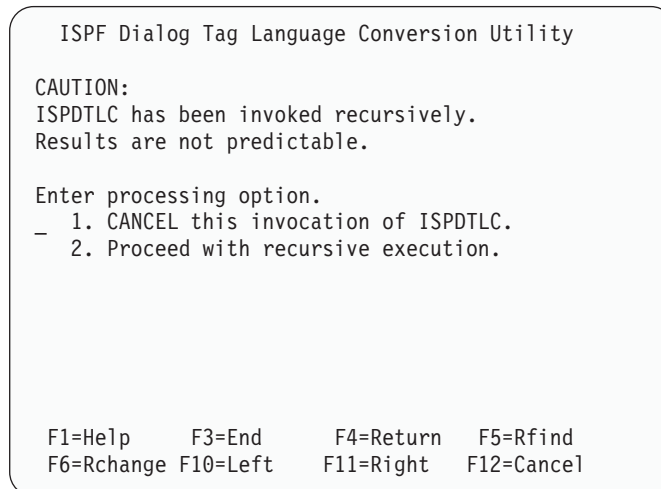 ISPF Dialog Tag Language Conversion Utility
CAUTION:
ISPDTLC has been invoked recursively.
Results are not predictable.
Enter processing option.
_ 1. CANCEL this invocation of ISPDTLC.
2. Proceed with recursive execution.
F1=Help F3=End F4=Return F5=Rfind
F6=Rchange F10=Left F11=Right F12=Cancel